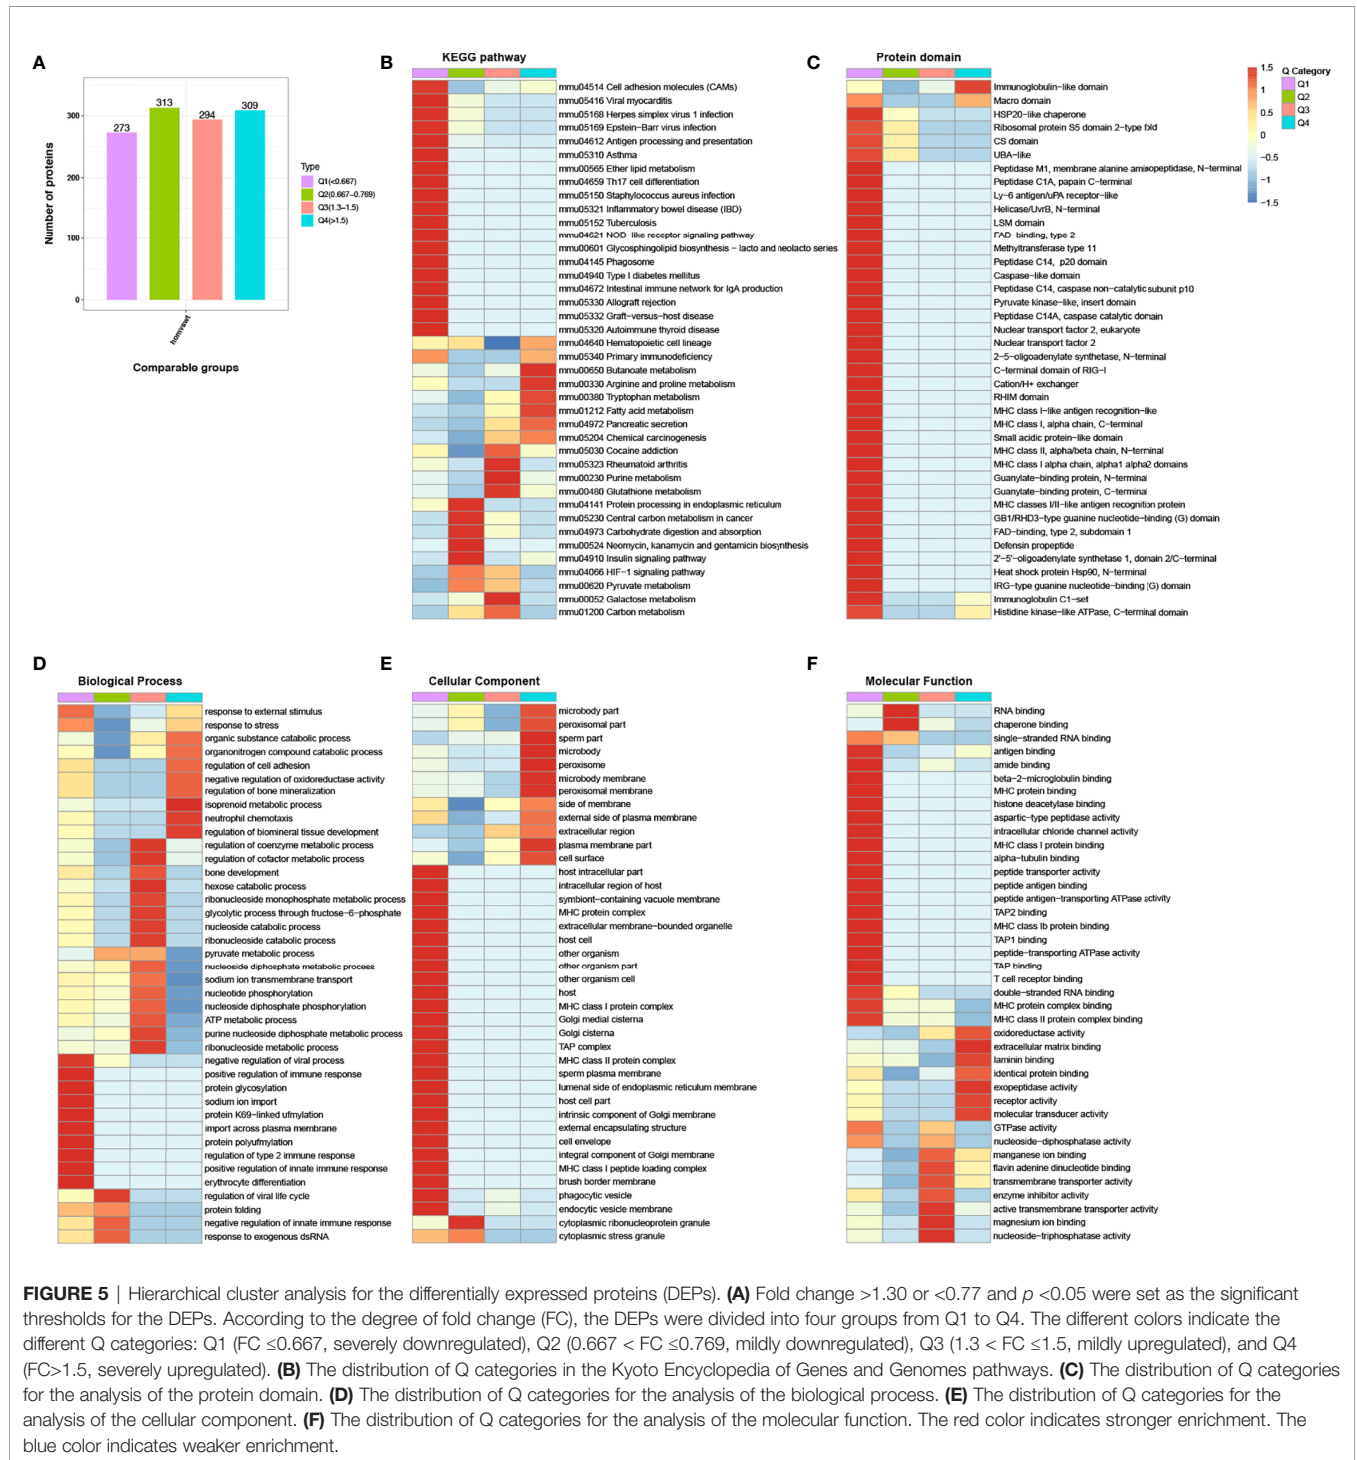 A
Number of proteins
300
200
100
0
273
313
294
309
homvswt
Comparable groups
Type
Q1(<0.667)
Q2(0.667−0.769)
Q3(1.3−1.5)
Q4(>1.5)
B
KEGG pathway
mmu04514 Cell adhesion molecules (CAMs)
mmu05416 Viral myocarditis
mmu05168 Herpes simplex virus 1 infection
mmu05169 Epstein−Barr virus infection
mmu04612 Antigen processing and presentation
mmu05310 Asthma
mmu00565 Ether lipid metabolism
mmu04659 Th17 cell differentiation
mmu05150 Staphylococcus aureus infection
mmu05321 Inflammatory bowel disease (IBD)
mmu05152 Tuberculosis
mmu04621 NOD−like receptor signaling pathway
mmu00601 Glycosphingolipid biosynthesis − lacto and neolacto series
mmu04145 Phagosome
mmu04940 Type I diabetes mellitus
mmu04672 Intestinal immune network for IgA production
mmu05330 Allograft rejection
mmu05332 Graft−versus−host disease
mmu05320 Autoimmune thyroid disease
mmu04640 Hematopoietic cell lineage
mmu05340 Primary immunodeficiency
mmu00650 Butanoate metabolism
mmu00330 Arginine and proline metabolism
mmu00380 Tryptophan metabolism
mmu01212 Fatty acid metabolism
mmu04972 Pancreatic secretion
mmu05204 Chemical carcinogenesis
mmu05030 Cocaine addiction
mmu05323 Rheumatoid arthritis
mmu00230 Purine metabolism
mmu00480 Glutathione metabolism
mmu04141 Protein processing in endoplasmic reticulum
mmu05230 Central carbon metabolism in cancer
mmu04973 Carbohydrate digestion and absorption
mmu00524 Neomycin, kanamycin and gentamicin biosynthesis
mmu04910 Insulin signaling pathway
mmu04066 HIF−1 signaling pathway
mmu00620 Pyruvate metabolism
mmu00052 Galactose metabolism
mmu01200 Carbon metabolism
C
Protein domain
Immunoglobulin−like domain
Macro domain
HSP20−like chaperone
Ribosomal protein S5 domain 2−type fold
CS domain
UBA−like
Peptidase M1, membrane alanine aminopeptidase, N−terminal
Peptidase C1A, papain C−terminal
Ly−6 antigen/uPA receptor−like
Helicase/UvrB, N−terminal
LSM domain
FAD−binding, type 2
Methyltransferase type 11
Peptidase C14, p20 domain
Caspase−like domain
Peptidase C14, caspase non−catalytic subunit p10
Pyruvate kinase−like, insert domain
Peptidase C14A, caspase catalytic domain
Nuclear transport factor 2, eukaryote
Nuclear transport factor 2
2−5−oligoadenylate synthetase, N−terminal
C−terminal domain of RIG−I
Cation/H+ exchanger
RHIM domain
MHC class I−like antigen recognition−like
MHC class I, alpha chain, C−terminal
Small acidic protein−like domain
MHC class II, alpha/beta chain, N−terminal
MHC class I alpha chain, alpha1 alpha2 domains
Guanylate−binding protein, N−terminal
Guanylate−binding protein, C−terminal
MHC classes I/II−like antigen recognition protein
GB1/RHD3−type guanine nucleotide−binding (G) domain
FAD−binding, type 2, subdomain 1
Defensin propeptide
2'−5'−oligoadenylate synthetase 1, domain 2/C−terminal
Heat shock protein Hsp90, N−terminal
IRG−type guanine nucleotide−binding (G) domain
Immunoglobulin C1−set
Histidine kinase−like ATPase, C−terminal domain
1.5
1
0.5
0
−0.5
−1
−1.5
Q Category
Q1
Q2
Q3
Q4
D
Biological Process
response to external stimulus
response to stress
organic substance catabolic process
organonitrogen compound catabolic process
regulation of cell adhesion
negative regulation of oxidoreductase activity
regulation of bone mineralization
isoprenoid metabolic process
neutrophil chemotaxis
regulation of biomineral tissue development
regulation of coenzyme metabolic process
regulation of cofactor metabolic process
bone development
hexose catabolic process
ribonucleoside monophosphate metabolic process
glycolytic process through fructose−6−phosphate
nucleoside catabolic process
ribonucleoside catabolic process
pyruvate metabolic process
nucleoside diphosphate metabolic process
sodium ion transmembrane transport
nucleotide phosphorylation
nucleoside diphosphate phosphorylation
ATP metabolic process
purine nucleoside diphosphate metabolic process
ribonucleoside metabolic process
negative regulation of viral process
positive regulation of immune response
protein glycosylation
sodium ion import
protein K69−linked ufmylation
import across plasma membrane
protein polyufmylation
regulation of type 2 immune response
positive regulation of innate immune response
erythrocyte differentiation
regulation of viral life cycle
protein folding
negative regulation of innate immune response
response to exogenous dsRNA
E
Cellular Component
microbody part
peroxisomal part
sperm part
microbody
peroxisome
microbody membrane
peroxisomal membrane
side of membrane
external side of plasma membrane
extracellular region
plasma membrane part
cell surface
host intracellular part
intracellular region of host
symbiont−containing vacuole membrane
MHC protein complex
extracellular membrane−bounded organelle
host cell
other organism
other organism part
other organism cell
host
MHC class I protein complex
Golgi medial cisterna
Golgi cisterna
TAP complex
MHC class II protein complex
sperm plasma membrane
lumenal side of endoplasmic reticulum membrane
host cell part
intrinsic component of Golgi membrane
external encapsulating structure
cell envelope
integral component of Golgi membrane
MHC class I peptide loading complex
brush border membrane
phagocytic vesicle
endocytic vesicle membrane
cytoplasmic ribonucleoprotein granule
cytoplasmic stress granule
F
Molecular Function
RNA binding
chaperone binding
single−stranded RNA binding
antigen binding
amide binding
beta−2−microglobulin binding
MHC protein binding
histone deacetylase binding
aspartic−type peptidase activity
intracellular chloride channel activity
MHC class I protein binding
alpha−tubulin binding
peptide transporter activity
peptide antigen binding
peptide antigen−transporting ATPase activity
TAP2 binding
MHC class Ib protein binding
TAP1 binding
peptide−transporting ATPase activity
TAP binding
T cell receptor binding
double−stranded RNA binding
MHC protein complex binding
MHC class II protein complex binding
oxidoreductase activity
extracellular matrix binding
laminin binding
identical protein binding
exopeptidase activity
receptor activity
molecular transducer activity
GTPase activity
nucleoside−diphosphatase activity
manganese ion binding
flavin adenine dinucleotide binding
transmembrane transporter activity
enzyme inhibitor activity
active transmembrane transporter activity
magnesium ion binding
nucleoside−triphosphatase activity
FIGURE 5 | Hierarchical cluster analysis for the differentially expressed proteins (DEPs). (A) Fold change >1.30 or <0.77 and p <0.05 were set as the significant
thresholds for the DEPs. According to the degree of fold change (FC), the DEPs were divided into four groups from Q1 to Q4. The different colors indicate the
different Q categories: Q1 (FC ≤0.667, severely downregulated), Q2 (0.667 < FC ≤0.769, mildly downregulated), Q3 (1.3 < FC ≤1.5, mildly upregulated), and Q4
(FC>1.5, severely upregulated). (B) The distribution of Q categories in the Kyoto Encyclopedia of Genes and Genomes pathways. (C) The distribution of Q categories
for the analysis of the protein domain. (D) The distribution of Q categories for the analysis of the biological process. (E) The distribution of Q categories for the
analysis of the cellular component. (F) The distribution of Q categories for the analysis of the molecular function. The red color indicates stronger enrichment. The
blue color indicates weaker enrichment.